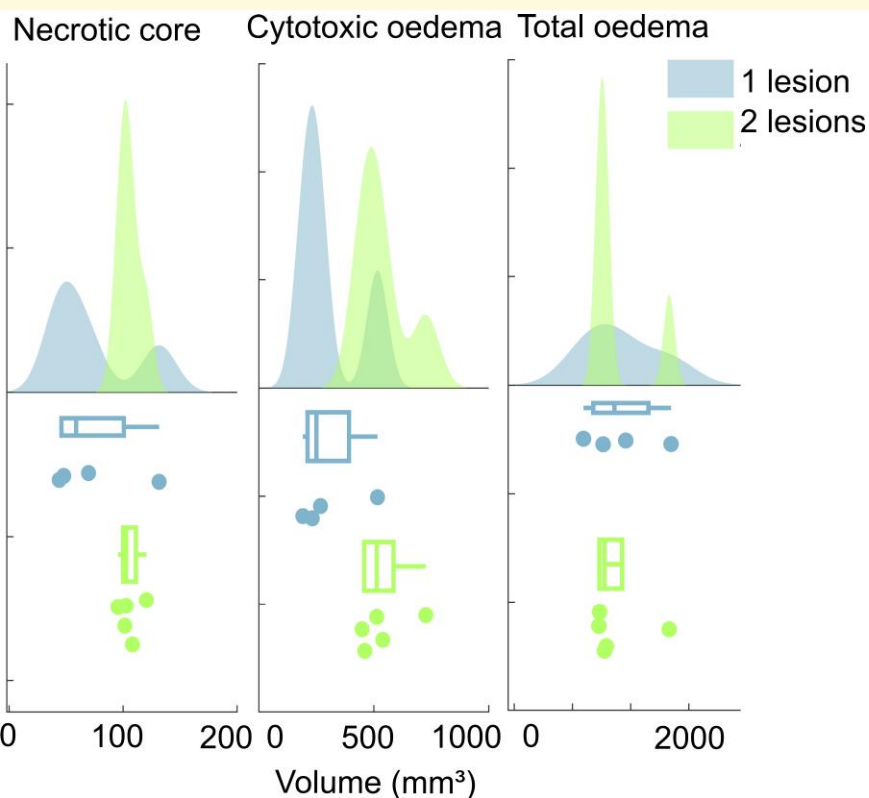 Necrotic core Cytotoxic oedema Total oedema
1 lesion
2 lesions
0 100 200 0 500 1000 0 2000
Volume (mm³)